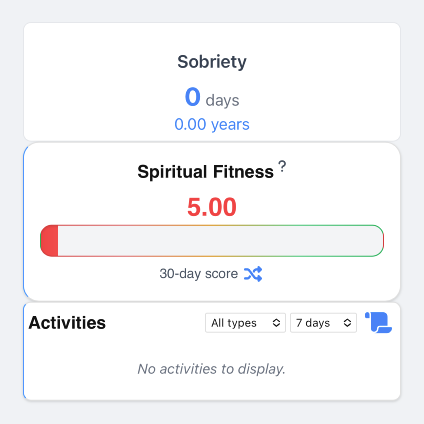 Sobriety
0 days
0.00 years
Spiritual Fitness ?
5.00
30-day score
Activities All types 7 days
No activities to display.